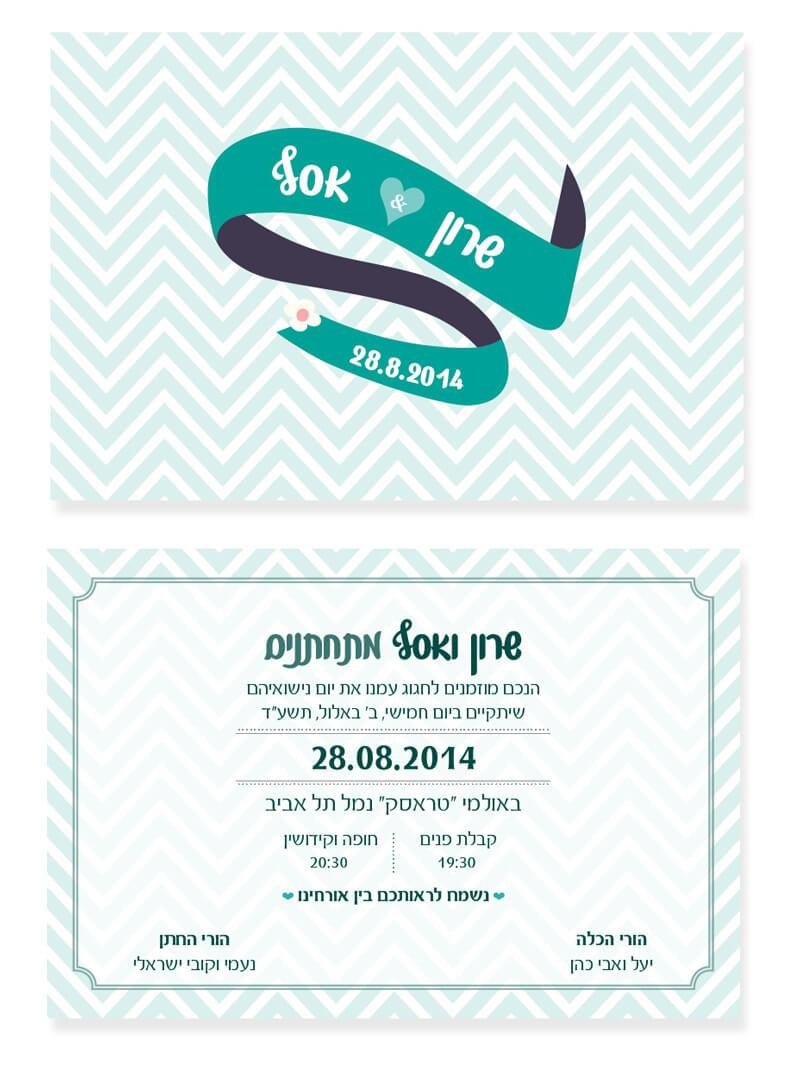 שרון & אסף
28.8.2014
שרון ואסף מתחתנים
הנכם מוזמנים לחגוג עמנו את יום נישואיהם
שיתקיים ביום חמישי, ב' באלול, תשע"ד
28.08.2014
באולמי "טראסק" נמל תל אביב
קבלת פנים
19:30
חופה וקידושין
20:30
נשמח לראותכם בין אורחינו
הורי הכלה
יעל ואבי כהן
הורי החתן
נעמי וקובי ישראלי